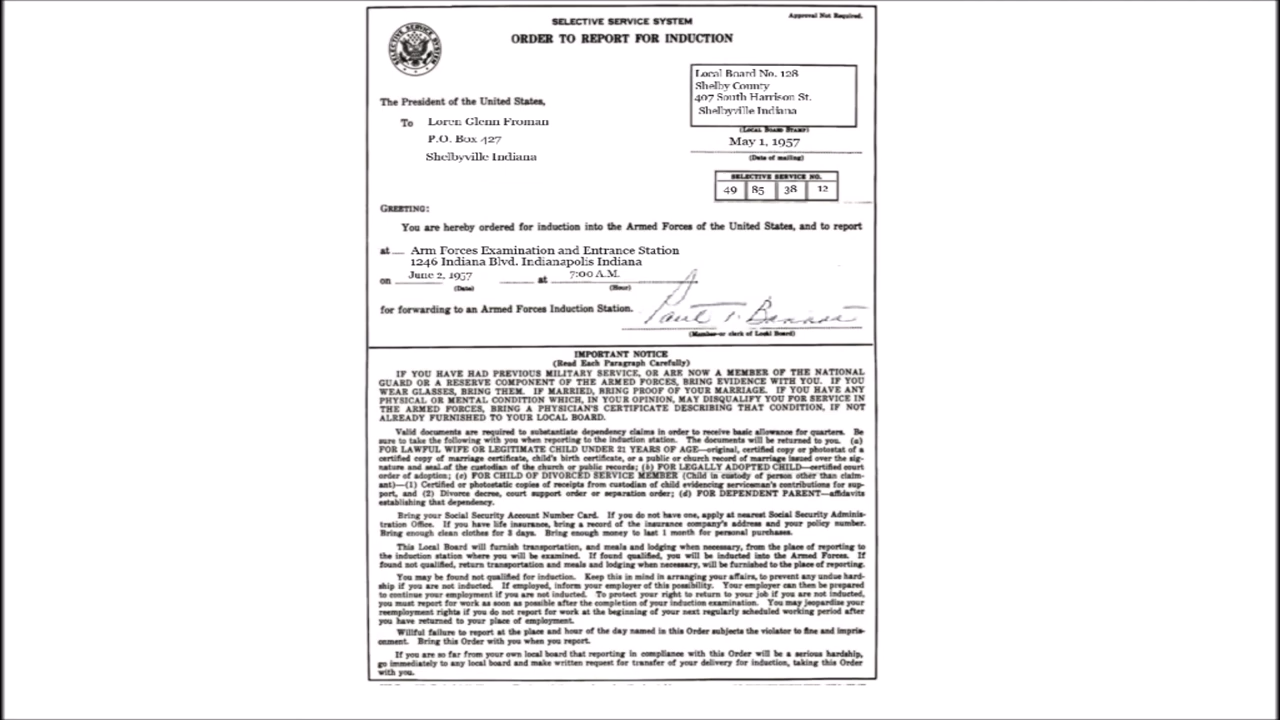 SELECTIVE SERVICE SYSTEM
Approval Not Required.
ORDER TO REPORT FOR INDUCTION
SELECTIVE SERVICE SYSTEM
Local Board No. 128
Shelby County
407 South Harrison St.
Shelbyville Indiana
(LOCAL BOARD STAMP)
The President of the United States,
To Loren Glenn Froman
P.O. Box 427
Shelbyville Indiana
May 1, 1957
(Date of mailing)
SELECTIVE SERVICE NO.
49 85 38 12
GREETING:
You are hereby ordered for induction into the Armed Forces of the United States, and to report
at Arm Forces Examination and Entrance Station
1246 Indiana Blvd. Indianapolis Indiana
on June 2, 1957 at 7:00 A.M.
(Date) (Hour)
for forwarding to an Armed Forces Induction Station.
Paul T.
(Member or clerk of Local Board)
IMPORTANT NOTICE
(Read Each Paragraph Carefully)
IF YOU HAVE HAD PREVIOUS MILITARY SERVICE, OR ARE NOW A MEMBER OF THE NATIONAL
GUARD OR A RESERVE COMPONENT OF THE ARMED FORCES, BRING EVIDENCE WITH YOU. IF YOU
WEAR GLASSES, BRING THEM. IF MARRIED, BRING PROOF OF YOUR MARRIAGE. IF YOU HAVE ANY
PHYSICAL OR MENTAL CONDITION WHICH, IN YOUR OPINION, MAY DISQUALIFY YOU FOR SERVICE IN
THE ARMED FORCES, BRING A PHYSICIAN'S CERTIFICATE DESCRIBING THAT CONDITION, IF NOT
ALREADY FURNISHED TO YOUR LOCAL BOARD.
Valid documents are required to substantiate dependency claims in order to receive basic allowance for quarters. Be
sure to take the following with you when reporting to the induction station. The documents will be returned to you. (a)
FOR LAWFUL WIFE OR LEGITIMATE CHILD UNDER 21 YEARS OF AGE—original, certified copy or photostat of a
certified copy of marriage certificate, child's birth certificate, or a public or church record of marriage issued over the sig-
nature and seal of the custodian of the church or public records; (b) FOR LEGALLY ADOPTED CHILD—certified court
order of adoption; (c) FOR CHILD OF DIVORCED SERVICE MEMBER (Child in custody of person other than claim-
ant)—(1) Certified or photostatic copies of receipts from custodian of child evidencing serviceman's contributions for sup-
port, and (2) Divorce decree, court support order or separation order; (d) FOR DEPENDENT PARENT—affidavits
establishing that dependency.
Bring your Social Security Account Number Card. If you do not have one, apply at nearest Social Security Adminis-
tration Office. If you have life insurance, bring a record of the insurance company's address and your policy number.
Bring enough clean clothes for 3 days. Bring enough money to last 1 month for personal purchases.
This Local Board will furnish transportation, and meals and lodging when necessary, from the place of reporting to
the induction station where you will be examined. If found qualified, you will be inducted into the Armed Forces. If
found not qualified, return transportation and meals and lodging when necessary, will be furnished to the place of reporting.
You may be found not qualified for induction. Keep this in mind in arranging your affairs, to prevent any undue hard-
ship if you are not inducted. If employed, inform your employer of this possibility. Your employer can then be prepared
to continue your employment if you are not inducted. To protect your right to return to your job if you are not inducted,
you must report for work as soon as possible after the completion of your induction examination. You may jeopardize your
reemployment rights if you do not report for work at the beginning of your next regularly scheduled working period after
you have returned to your place of employment.
Willful failure to report at the place and hour of the day named in this Order subjects the violator to fine and impris-
onment. Bring this Order with you when you report.
If you are so far from your own local board that reporting in compliance with this Order will be a serious hardship,
go immediately to any local board and make written request for transfer of your delivery for induction, taking this Order
with you.